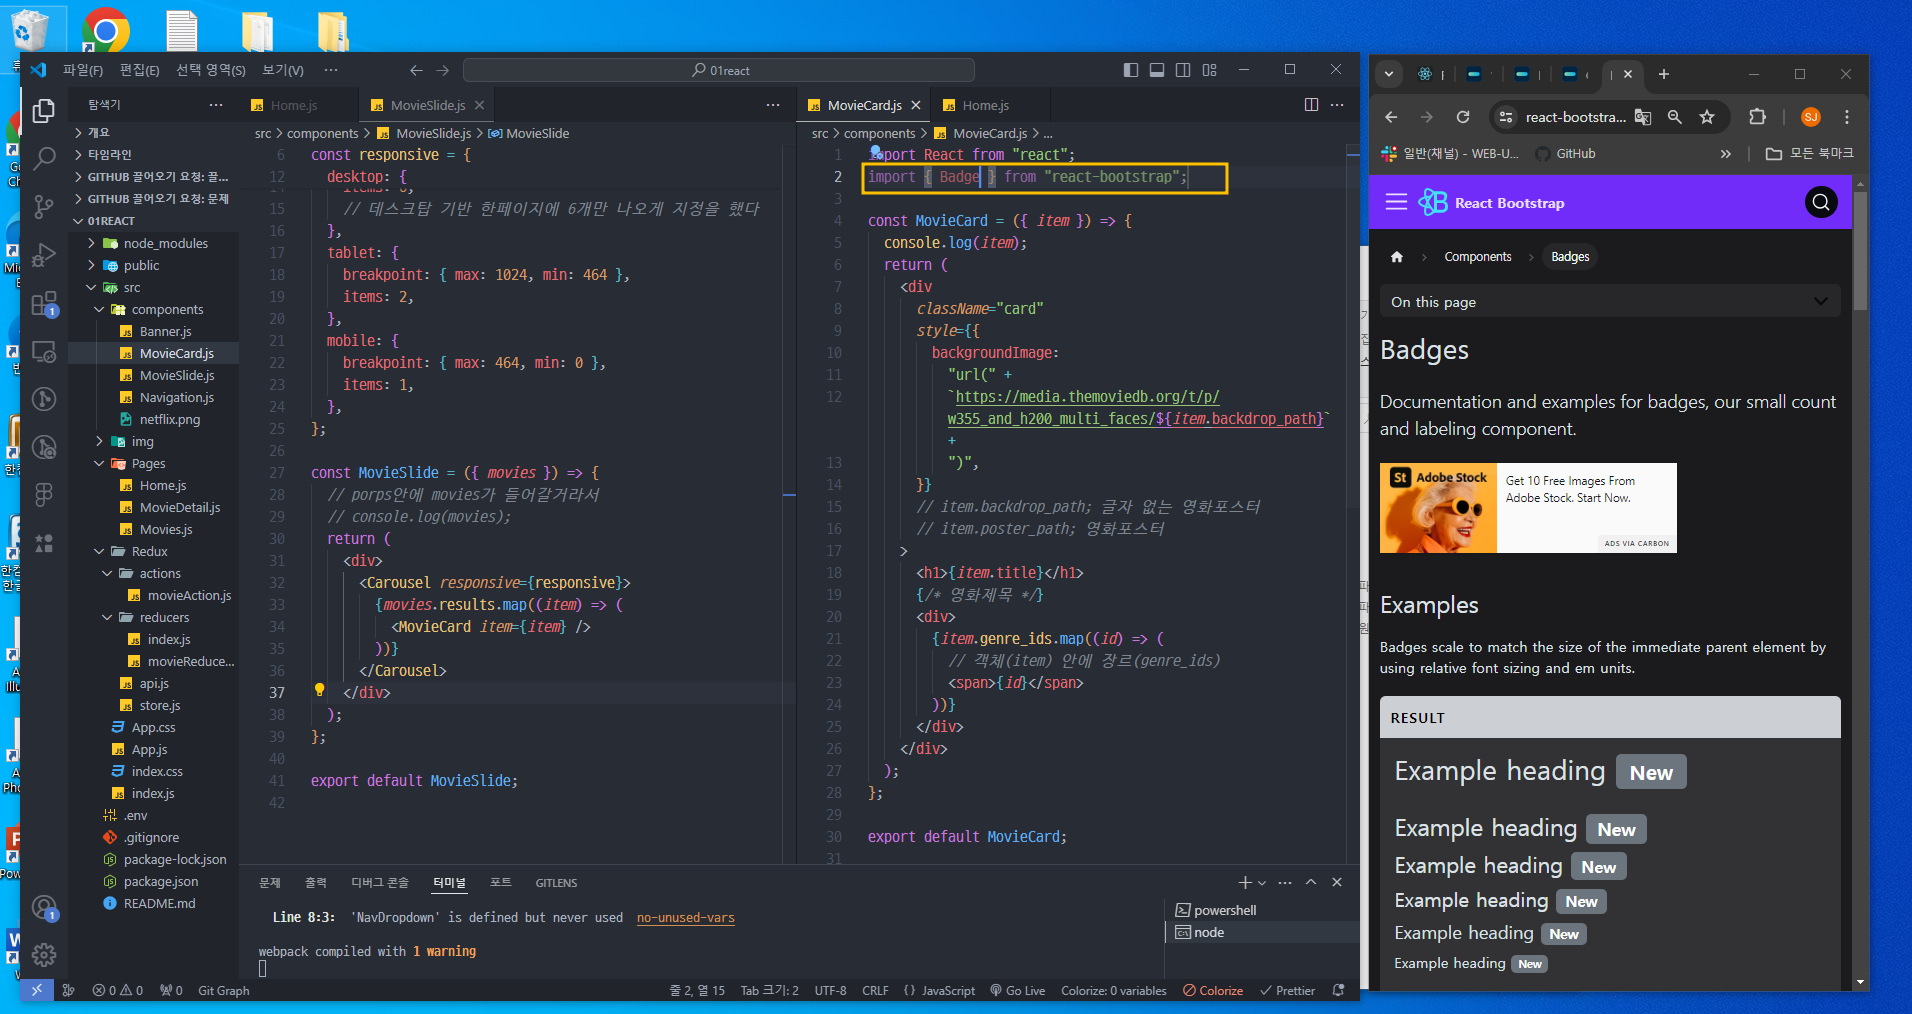 파일(F) 편집(E) 선택 영역(S) 보기(V) ···
01react
탐색기 ···
개요
타임라인
GITHUB 끌어오기 요청: 끌...
GITHUB 끌어오기 요청: 문제
01REACT
node_modules
public
src
components
Banner.js
MovieCard.js
MovieSlide.js
Navigation.js
netflix.png
img
Pages
Home.js
MovieDetail.js
Movies.js
Redux
actions
movieAction.js
reducers
index.js
movieReduce...
api.js
store.js
App.css
App.js
index.css
index.js
.env
.gitignore
package-lock.json
package.json
README.md
Home.js
MovieSlide.js
src > components > MovieSlide.js > MovieSlide
6 const responsive = {
12 desktop: {
15 // 데스크탑 기반 한페이지에 6개만 나오게 지정을 했다
16 },
17 tablet: {
18 breakpoint: { max: 1024, min: 464 },
19 items: 2,
20 },
21 mobile: {
22 breakpoint: { max: 464, min: 0 },
23 items: 1,
24 },
25 };
26
27 const MovieSlide = ({ movies }) => {
28 // porps안에 movies가 들어갈거라서
29 // console.log(movies);
30 return (
31 <div>
32 <Carousel responsive={responsive}>
33 {movies.results.map((item) => (
34 <MovieCard item={item} />
35 ))}
36 </Carousel>
37 </div>
38 );
39 };
40
41 export default MovieSlide;
42
MovieCard.js
Home.js
src > components > MovieCard.js > ...
1 import React from "react";
2 import { Badge } from "react-bootstrap";
3
4 const MovieCard = ({ item }) => {
5 console.log(item);
6 return (
7 <div
8 className="card"
9 style={{
10 backgroundImage:
11 "url(" +
12 `https://media.themoviedb.org/t/p/
w355_and_h200_multi_faces/${item.backdrop_path}`
+
13 ")",
14 }}
15 // item.backdrop_path; 글자 없는 영화포스터
16 // item.poster_path; 영화포스터
17 >
18 <h1>{item.title}</h1>
19 {/* 영화제목 */}
20 <div>
21 {item.genre_ids.map((id) => (
22 // 객체(item) 안에 장르(genre_ids)
23 <span>{id}</span>
24 ))}
25 </div>
26 </div>
27 );
28 };
29
30 export default MovieCard;
31
문제 출력 디버그 콘솔 터미널 포트 GITLENS
Line 8:3: 'NavDropdown' is defined but never used no-unused-vars
webpack compiled with 1 warning
powershell
node
0 0 0 Git Graph
줄 2, 열 15 Tab 크기: 2 UTF-8 CRLF {} JavaScript Go Live Colorize: 0 variables Colorize Prettier
react-bootstra...
SJ
일반(채널) - WEB-U... GitHub » 모든 북마크
React Bootstrap
Components > Badges
On this page
Badges
Documentation and examples for badges, our small count
and labeling component.
St Adobe Stock
Get 10 Free Images From
Adobe Stock. Start Now.
ADS VIA CARBON
Examples
Badges scale to match the size of the immediate parent element by
using relative font sizing and em units.
RESULT
Example heading New
Example heading New
Example heading New
Example heading New
Example heading New
Example heading New